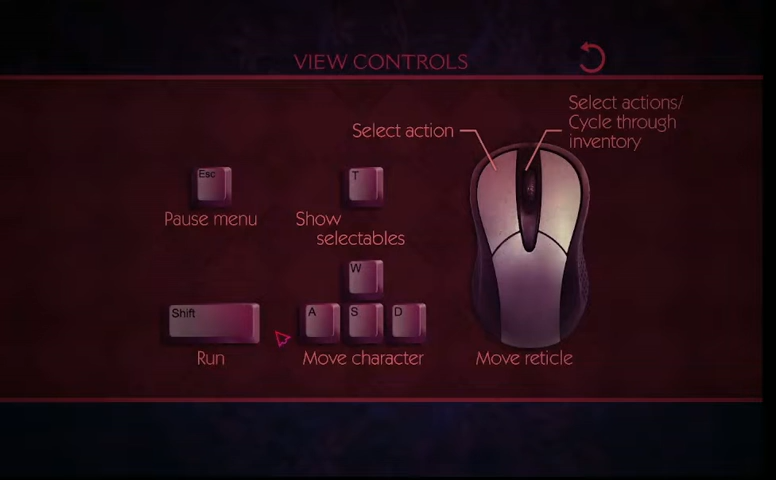 VIEW CONTROLS
Select actions/
Cycle through
inventory
Select action
Esc
Pause menu
T
Show
selectables
W
Shift
A
S
D
Run
Move character
Move reticle